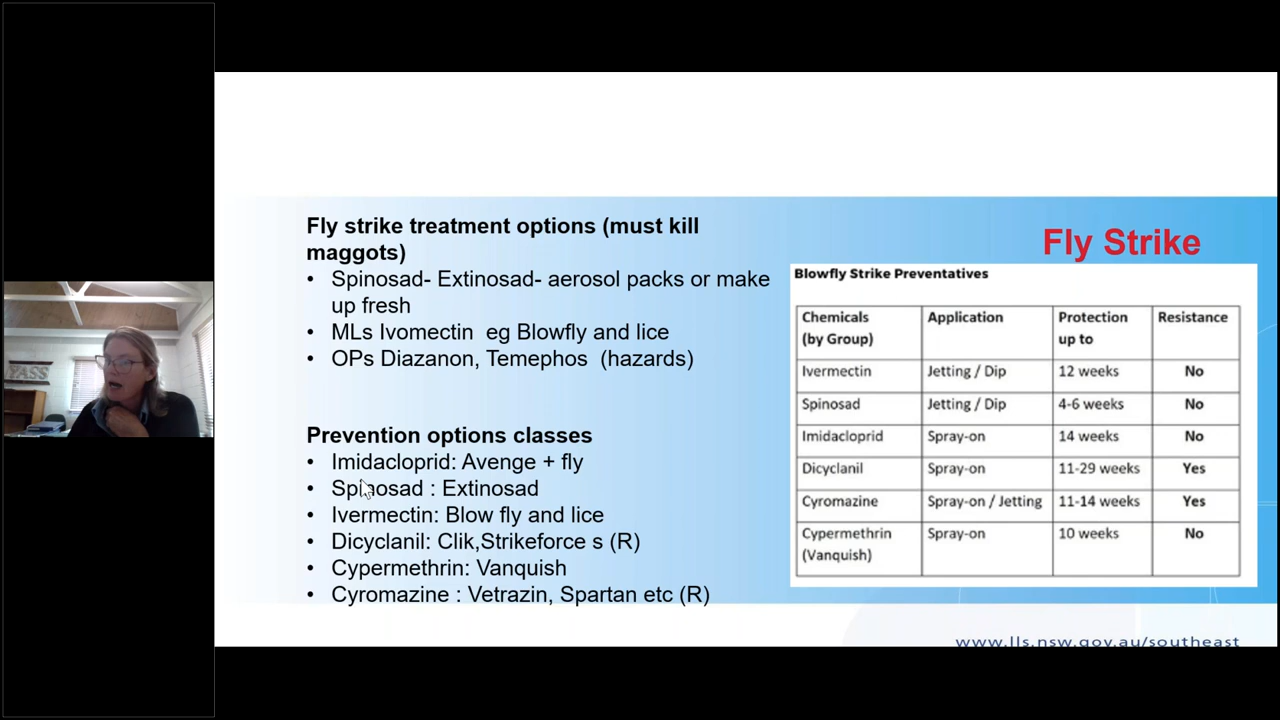 Fly Strike
Fly strike treatment options (must kill
maggots)
• Spinosad- Extinosad- aerosol packs or make
up fresh
• MLs Ivomectin eg Blowfly and lice
• OPs Diazanon, Temephos (hazards)
Prevention options classes
• Imidacloprid: Avenge + fly
• Spinosad : Extinosad
• Ivermectin: Blow fly and lice
• Dicyclanil: Clik,Strikeforce s (R)
• Cypermethrin: Vanquish
• Cyromazine : Vetrazin, Spartan etc (R)
Blowfly Strike Preventatives
Chemicals (by Group) Application Protection up to Resistance
Ivermectin Jetting / Dip 12 weeks No
Spinosad Jetting / Dip 4-6 weeks No
Imidacloprid Spray-on 14 weeks No
Dicyclanil Spray-on 11-29 weeks Yes
Cyromazine Spray-on / Jetting 11-14 weeks Yes
Cypermethrin (Vanquish) Spray-on 10 weeks No
www.lls.nsw.gov.au/southeast